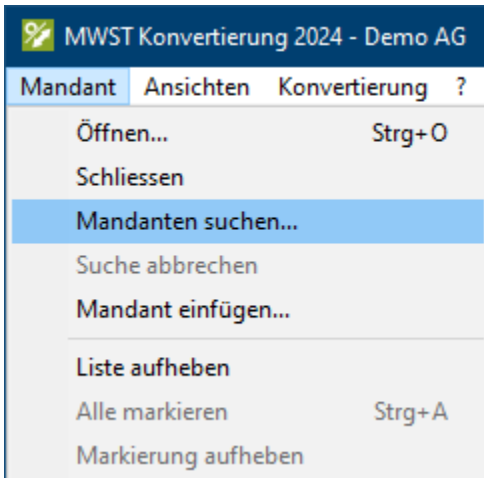 MWST Konvertierung 2024 - Demo AG
Mandant Ansichten Konvertierung ?
Öffnen... Strg+O
Schliessen
Mandanten suchen...
Suche abbrechen
Mandant einfügen...
Liste aufheben
Alle markieren Strg+A
Markierung aufheben